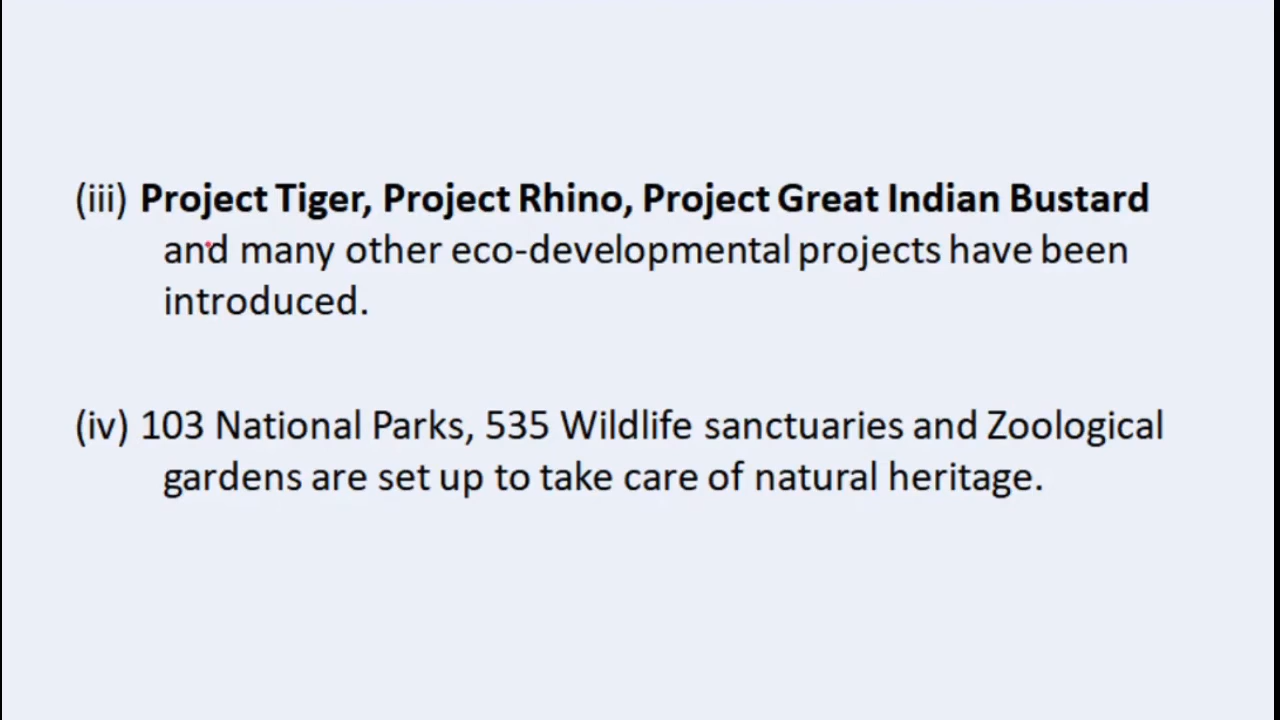 (iii) Project Tiger, Project Rhino, Project Great Indian Bustard
and many other eco-developmental projects have been
introduced.
(iv) 103 National Parks, 535 Wildlife sanctuaries and Zoological
gardens are set up to take care of natural heritage.